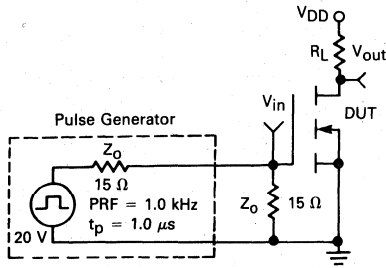 VDD
RL
Vout
Vin
DUT
Pulse Generator
Zo
15 Ω
PRF = 1.0 kHz
tp = 1.0 μs
20 V
Zo
15 Ω